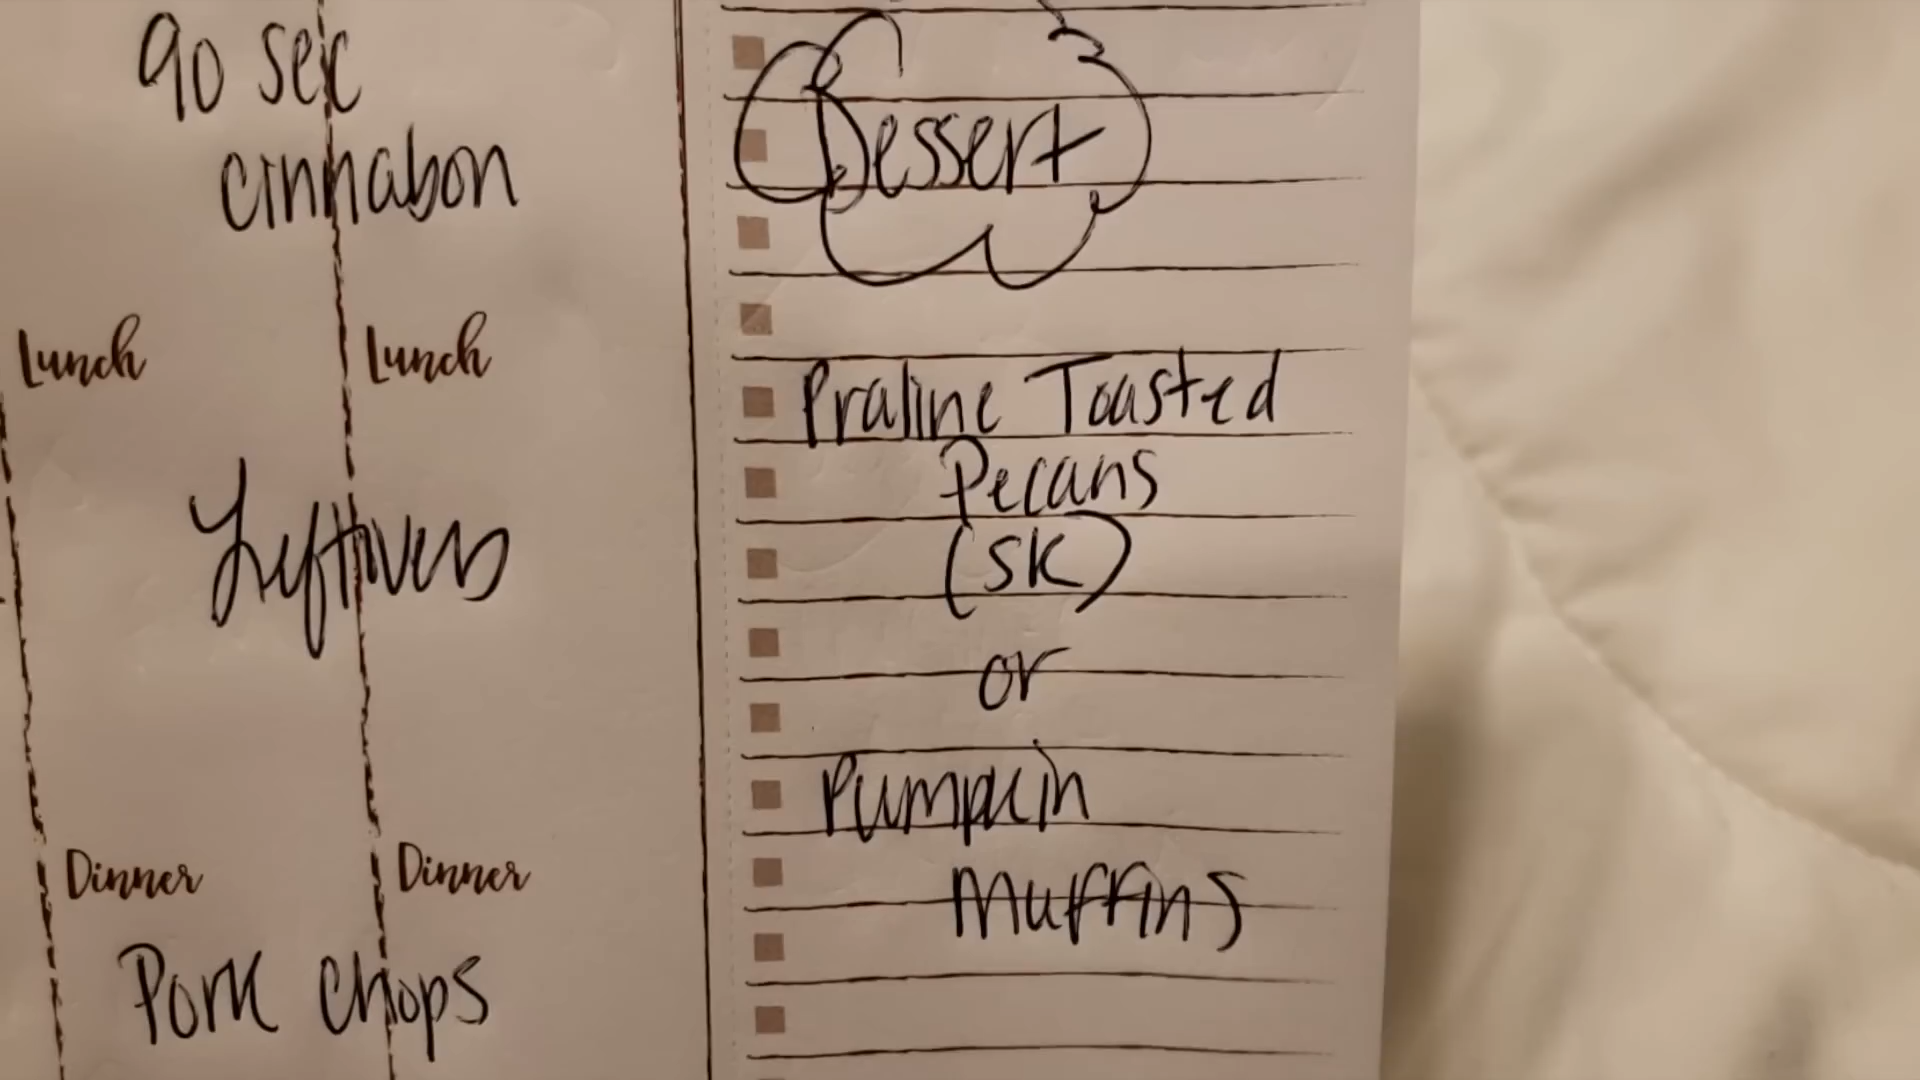 90 sec
cinnabon
Lunch Lunch
Leftovers
Dinner Dinner
Pork Chops
Dessert
Praline Toasted
Pecans
(SK)
or
Pumpkin
Muffins